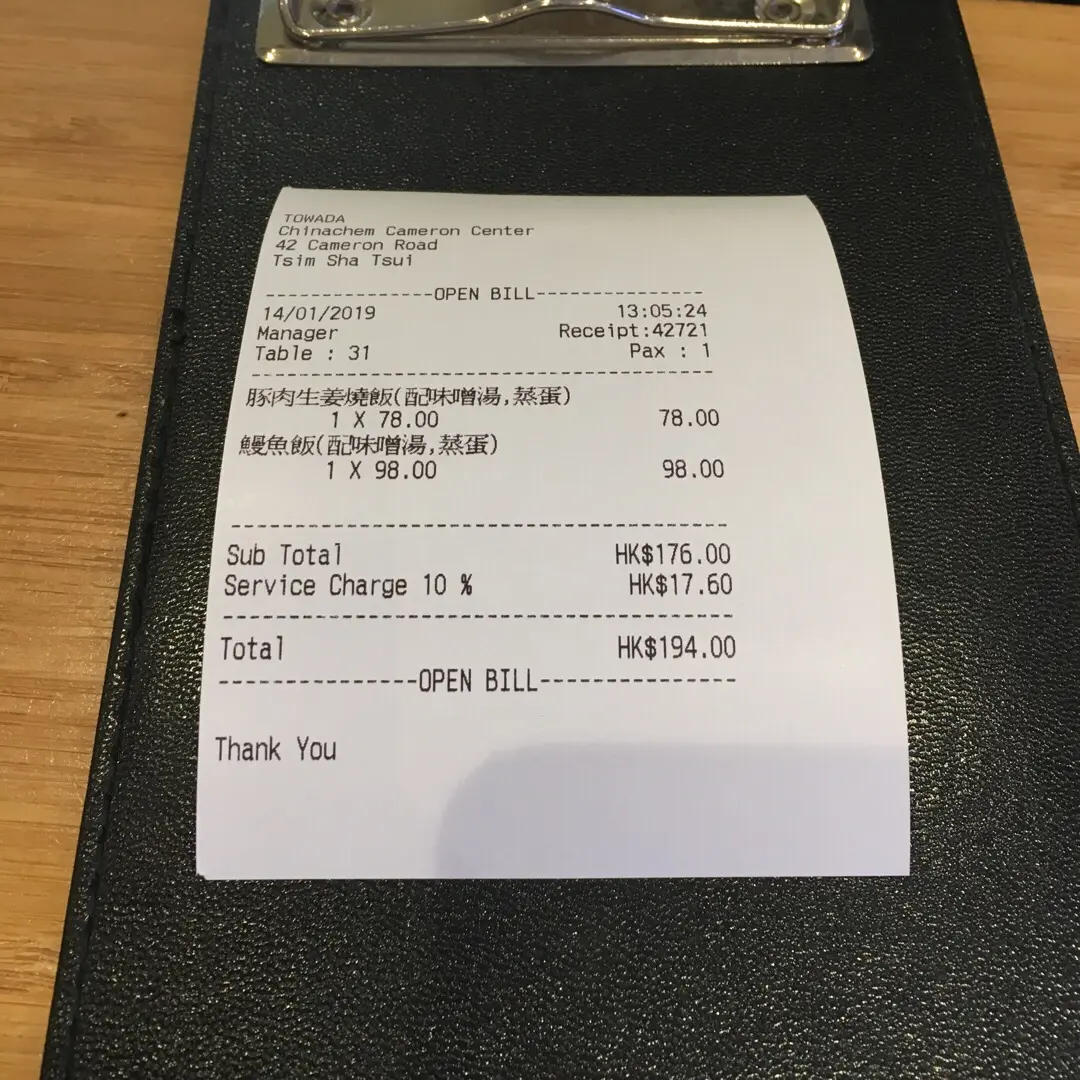 TOWADA
Chinachem Cameron Center
42 Cameron Road
Tsim Sha Tsui
---------------OPEN BILL---------------
14/01/2019 13:05:24
Manager Receipt:42721
Table : 31 Pax : 1
------------------------------------------
豚肉生姜燒飯(配味噌湯,蒸蛋)
1 X 78.00 78.00
鰻魚飯(配味噌湯,蒸蛋)
1 X 98.00 98.00
------------------------------------------
Sub Total HK$176.00
Service Charge 10 % HK$17.60
------------------------------------------
Total HK$194.00
---------------OPEN BILL---------------
Thank You